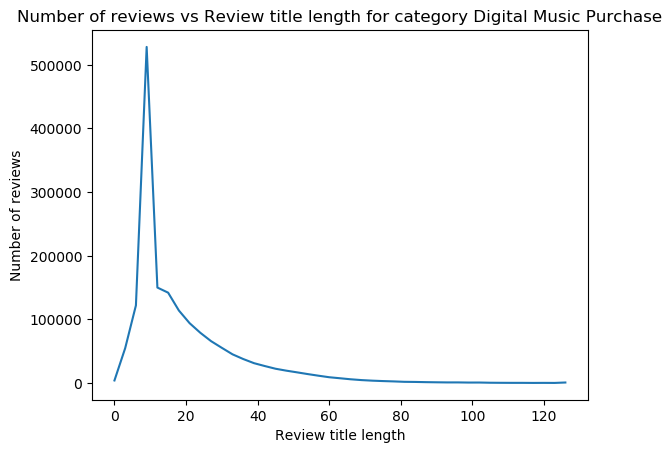 Number of reviews vs Review title length for category Digital Music Purchase
500000
400000
300000
200000
100000
0
Number of reviews
0 20 40 60 80 100 120
Review title length